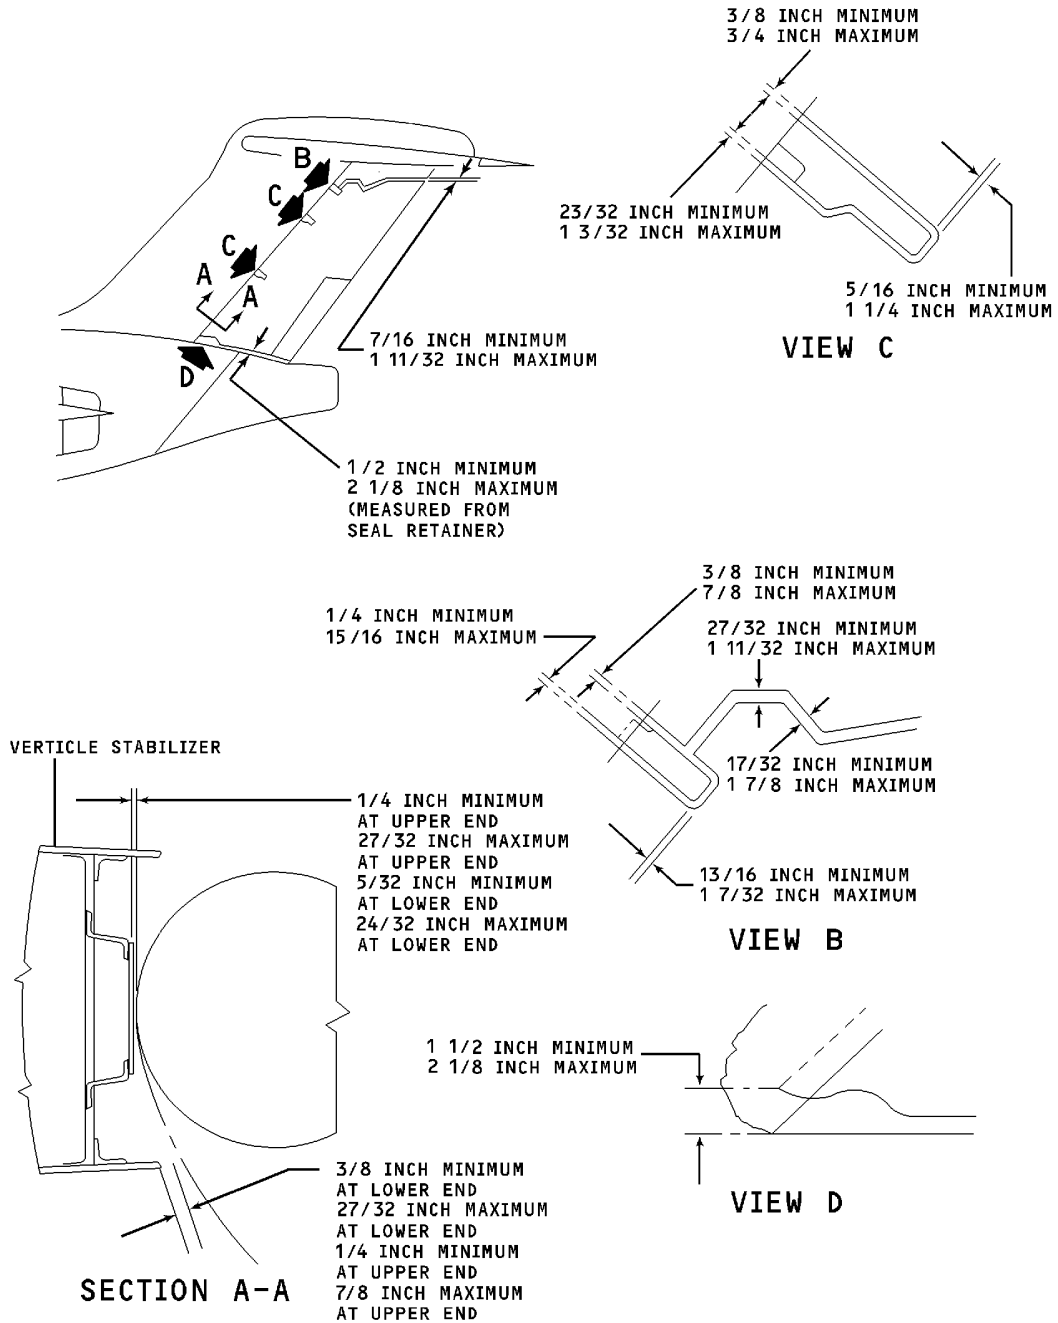 3/8 INCH MINIMUM
3/4 INCH MAXIMUM
B
C
C
A
A
D
23/32 INCH MINIMUM
1 3/32 INCH MAXIMUM
5/16 INCH MINIMUM
1 1/4 INCH MAXIMUM
VIEW C
7/16 INCH MINIMUM
1 11/32 INCH MAXIMUM
1/2 INCH MINIMUM
2 1/8 INCH MAXIMUM
(MEASURED FROM
SEAL RETAINER)
3/8 INCH MINIMUM
7/8 INCH MAXIMUM
1/4 INCH MINIMUM
15/16 INCH MAXIMUM
27/32 INCH MINIMUM
1 11/32 INCH MAXIMUM
17/32 INCH MINIMUM
1 7/8 INCH MAXIMUM
13/16 INCH MINIMUM
1 7/32 INCH MAXIMUM
VIEW B
VERTICLE STABILIZER
1/4 INCH MINIMUM
AT UPPER END
27/32 INCH MAXIMUM
AT UPPER END
5/32 INCH MINIMUM
AT LOWER END
24/32 INCH MAXIMUM
AT LOWER END
3/8 INCH MINIMUM
AT LOWER END
27/32 INCH MAXIMUM
AT LOWER END
1/4 INCH MINIMUM
AT UPPER END
7/8 INCH MAXIMUM
AT UPPER END
SECTION A-A
1 1/2 INCH MINIMUM
2 1/8 INCH MAXIMUM
VIEW D